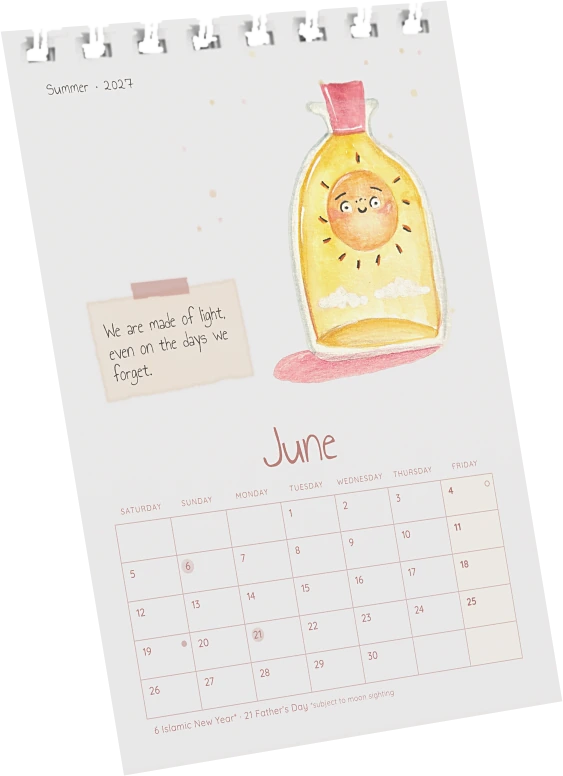 Summer · 2027
We are made of light,
even on the days we
forget.
June
SATURDAY SUNDAY MONDAY TUESDAY WEDNESDAY THURSDAY FRIDAY
1 2 3 4
5 6 7 8 9 10 11
12 13 14 15 16 17 18
19 20 21 22 23 24 25
26 27 28 29 30
6 Islamic New Year* · 21 Father's Day *subject to moon sighting